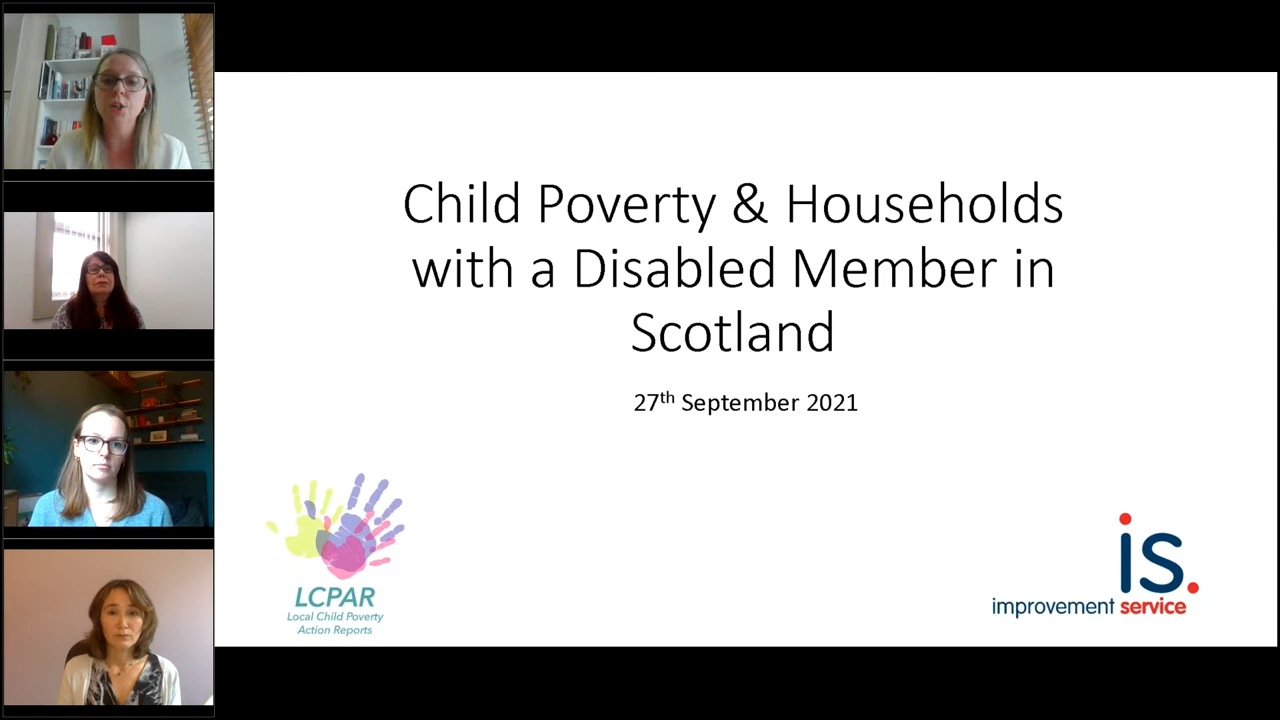 Child Poverty & Households
with a Disabled Member in
Scotland
27th September 2021
LCPAR
Local Child Poverty
Action Reports
is.
improvement service